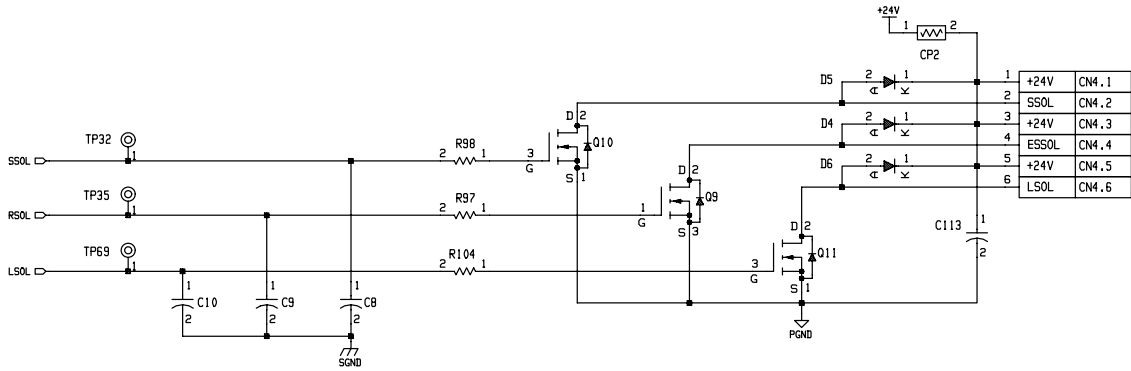 +24V
1 2
CP2
D5 2 1 1 +24V CN4.1
A K 2 SSOL CN4.2
D4 2 1 3 +24V CN4.3
A K 4 ESSOL CN4.4
D6 2 1 5 +24V CN4.5
A K 6 LSOL CN4.6
D 2
Q10
TP32
SSOL 1 2 R98 1 3 G
S 1
D 2
Q9
TP35
RSOL 1 2 R97 1 1 G
S 3
D 2
Q11
TP69
LSOL 1 2 R104 1 3 G
S 1
C113 1
2
1 C10 1 C9 1 C8
2 2 2
SGND
PGND